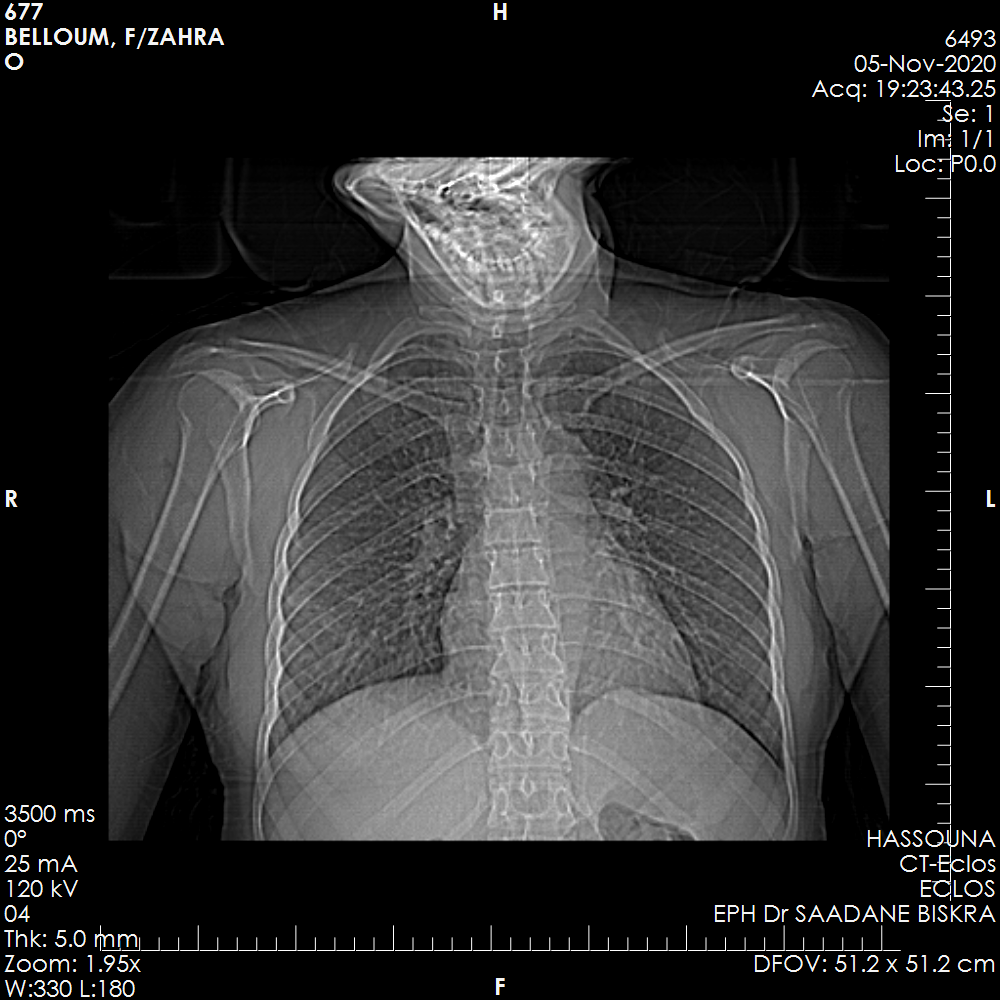 677
BELLOUM, F/ZAHRA
O
H
6493
05-Nov-2020
Acq: 19:23:43.25
Se: 1
Im: 1/1
Loc: P0.0
R
L
3500 ms
0°
25 mA
120 kV
04
Thk: 5.0 mm
Zoom: 1.95x
W:330 L:180
F
HASSOUNA
CT-Eclos
ECLOS
EPH Dr SAADANE BISKRA
DFOV: 51.2 x 51.2 cm